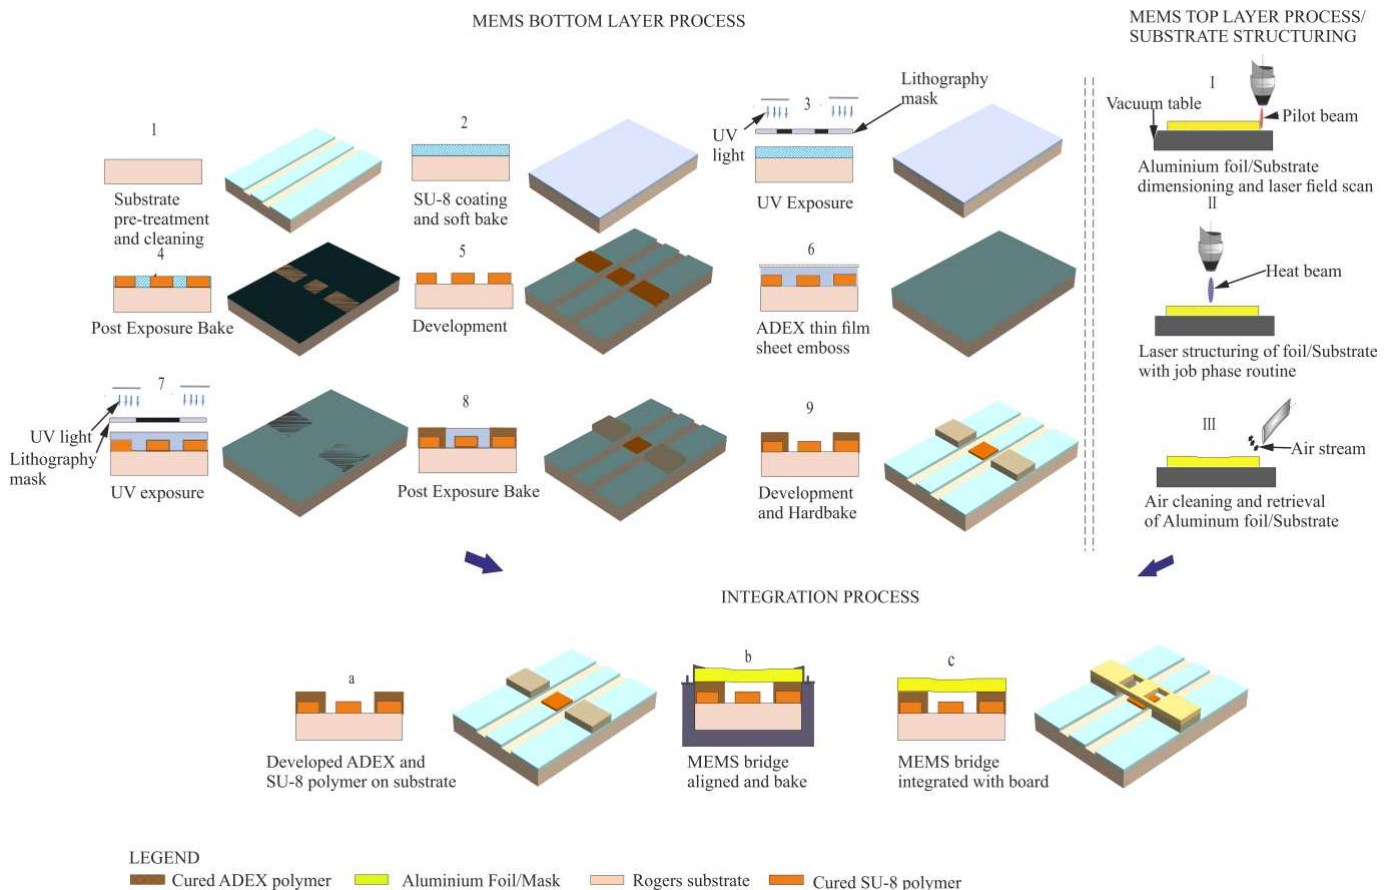 MEMS BOTTOM LAYER PROCESS
MEMS TOP LAYER PROCESS/
SUBSTRATE STRUCTURING
1
Substrate
pre-treatment
and cleaning
2
SU-8 coating
and soft bake
3
Lithography
mask
UV
light
UV Exposure
4
Post Exposure Bake
5
Development
6
ADEX thin film
sheet emboss
7
UV light
Lithography
mask
UV exposure
8
Post Exposure Bake
9
Development
and Hardbake
I
Vacuum table
Pilot beam
Aluminium foil/Substrate
dimensioning and laser field scan
II
Heat beam
Laser structuring of foil/Substrate
with job phase routine
III
Air stream
Air cleaning and retrieval
of Aluminum foil/Substrate
INTEGRATION PROCESS
a
Developed ADEX and
SU-8 polymer on substrate
b
MEMS bridge
aligned and bake
c
MEMS bridge
integrated with board
LEGEND
Cured ADEX polymer
Aluminium Foil/Mask
Rogers substrate
Cured SU-8 polymer